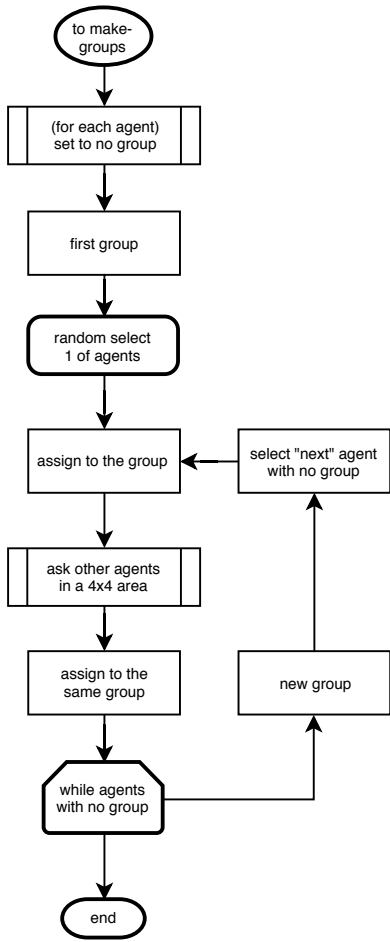 to make-
groups
(for each agent)
set to no group
first group
random select
1 of agents
assign to the group
select "next" agent
with no group
ask other agents
in a 4x4 area
assign to the
same group
new group
while agents
with no group
end